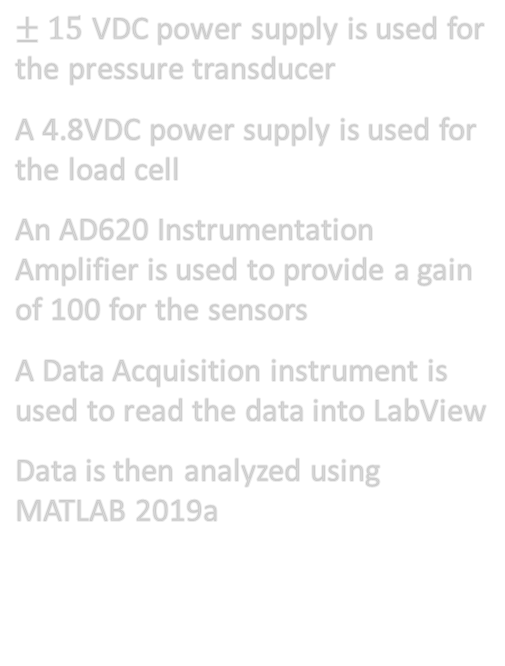 ± 15 VDC power supply is used for
the pressure transducer
A 4.8VDC power supply is used for
the load cell
An AD620 Instrumentation
Amplifier is used to provide a gain
of 100 for the sensors
A Data Acquisition instrument is
used to read the data into LabView
Data is then analyzed using
MATLAB 2019a